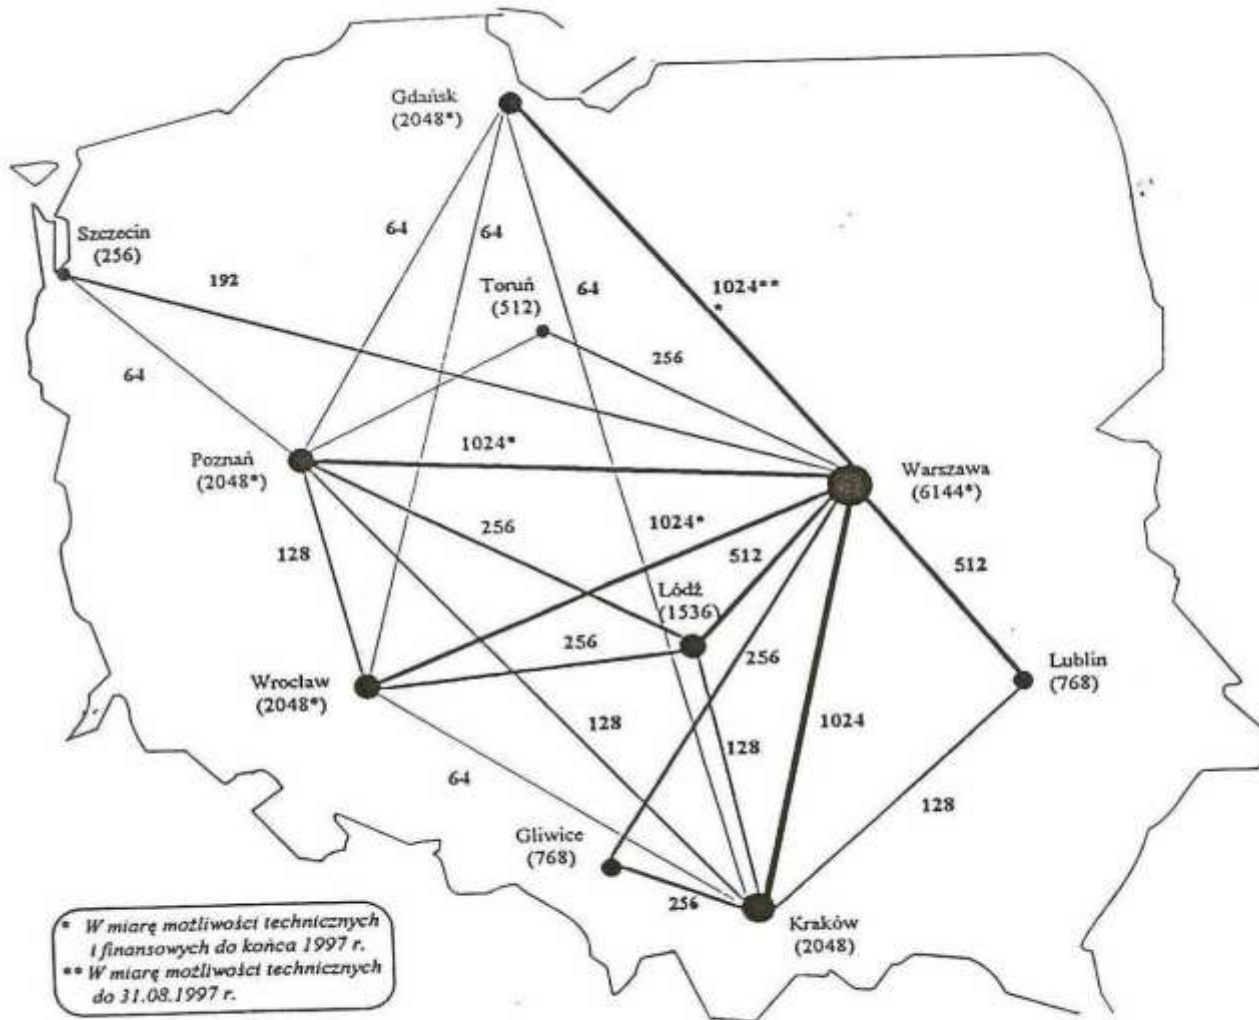 Gdańsk
(2048*)
Szczecin
(256)
64
64
192
Toruń
(512)
64
1024**
*
256
64
1024*
Poznań
(2048*)
Warszawa
(6144*)
1024*
256
128
512
512
Łódź
(1536)
256
256
Lublin
(768)
Wrocław
(2048*)
128
1024
128
64
128
Gliwice
(768)
256
Kraków
(2048)
* W miarę możliwości technicznych
i finansowych do końca 1997 r.
** W miarę możliwości technicznych
do 31.08.1997 r.